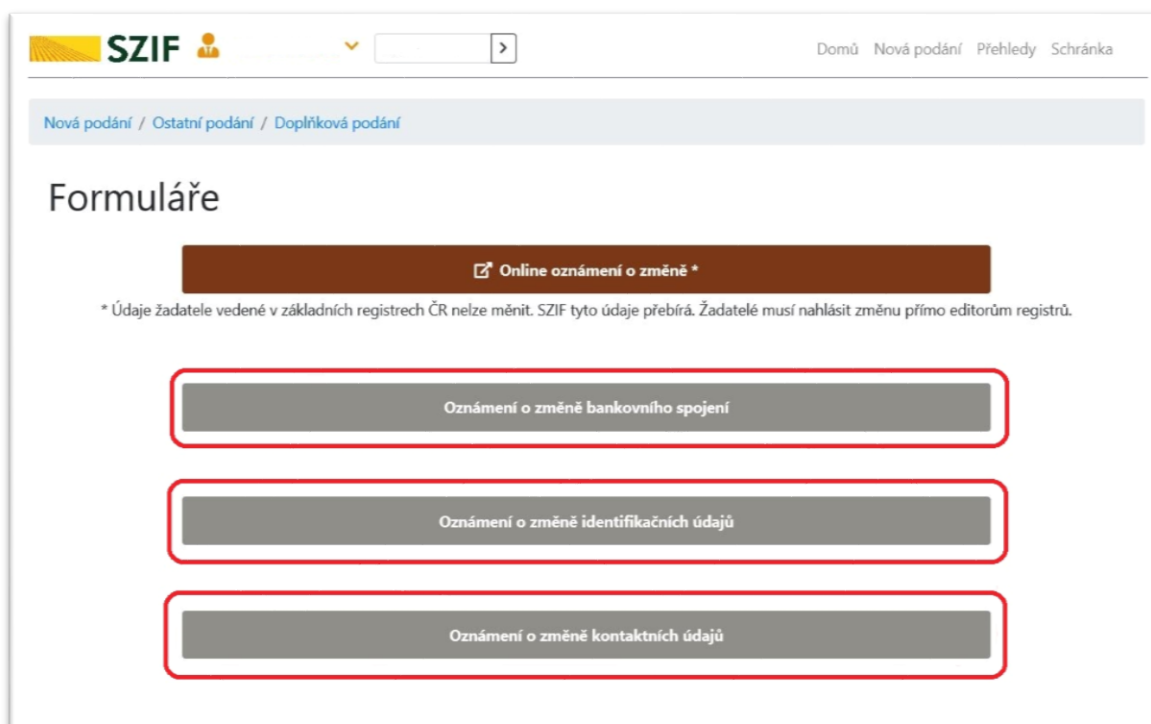 SZIF
Domů Nová podání Přehledy Schránka
Nová podání / Ostatní podání / Doplňková podání
Formuláře
Online oznámení o změně *
* Údaje žadatele vedené v základních registrech ČR nelze měnit. SZIF tyto údaje přebírá. Žadatelé musí nahlásit změnu přímo editorům registrů.
Oznámení o změně bankovního spojení
Oznámení o změně identifikačních údajů
Oznámení o změně kontaktních údajů